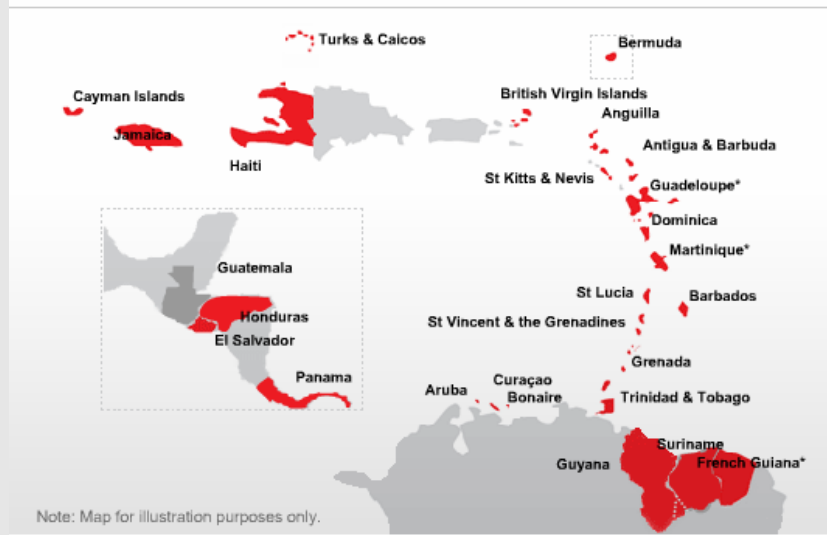 Turks & Caicos
Bermuda
Cayman Islands
British Virgin Islands
Anguilla
Jamaica
Antigua & Barbuda
Haiti
St Kitts & Nevis
Guadeloupe*
Dominica
Martinique*
Guatemala
St Lucia
Barbados
Honduras
St Vincent & the Grenadines
El Salvador
Grenada
Panama
Aruba
Curaçao
Bonaire
Trinidad & Tobago
Suriname
Guyana
French Guiana*
Note: Map for illustration purposes only.